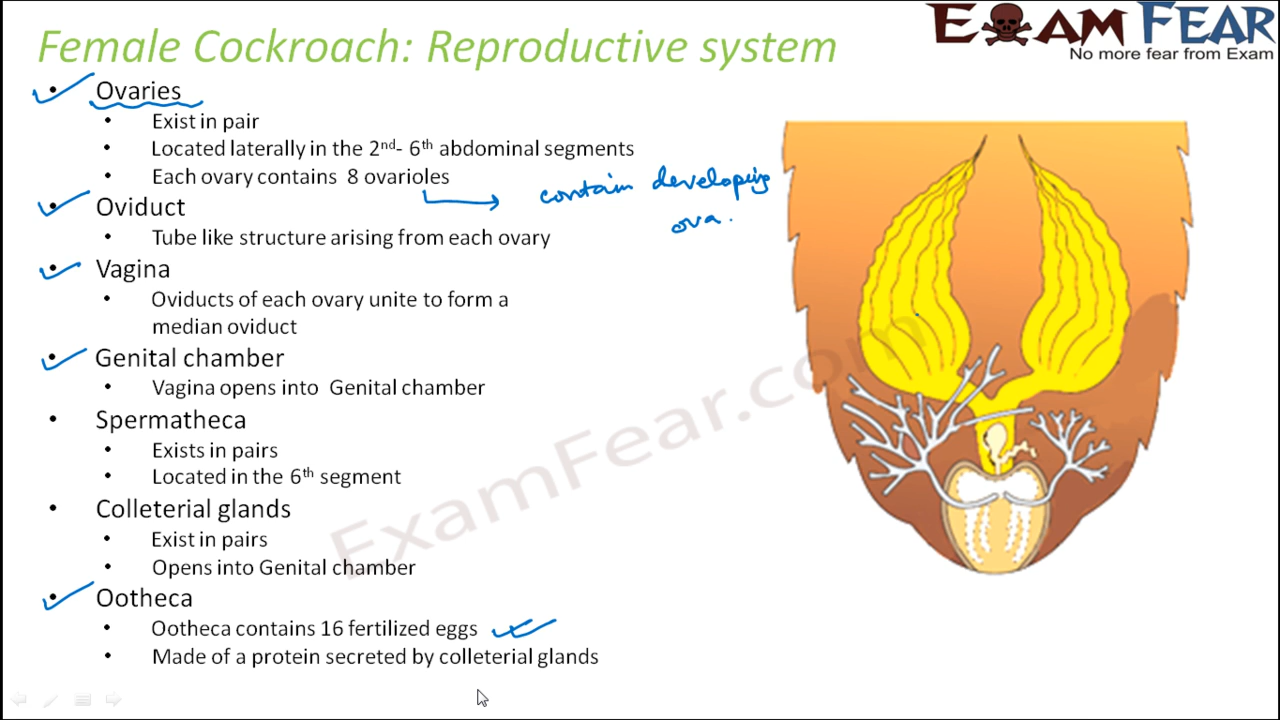 Female Cockroach: Reproductive system
EXAM FEAR
No more fear from Exam
• Ovaries
• Exist in pair
• Located laterally in the 2nd- 6th abdominal segments
• Each ovary contains 8 ovarioles
contain developing
ova.
• Oviduct
• Tube like structure arising from each ovary
• Vagina
• Oviducts of each ovary unite to form a
median oviduct
• Genital chamber
• Vagina opens into Genital chamber
• Spermatheca
• Exists in pairs
• Located in the 6th segment
• Colleterial glands
• Exist in pairs
• Opens into Genital chamber
• Ootheca
• Ootheca contains 16 fertilized eggs
• Made of a protein secreted by colleterial glands
ExamFear.com